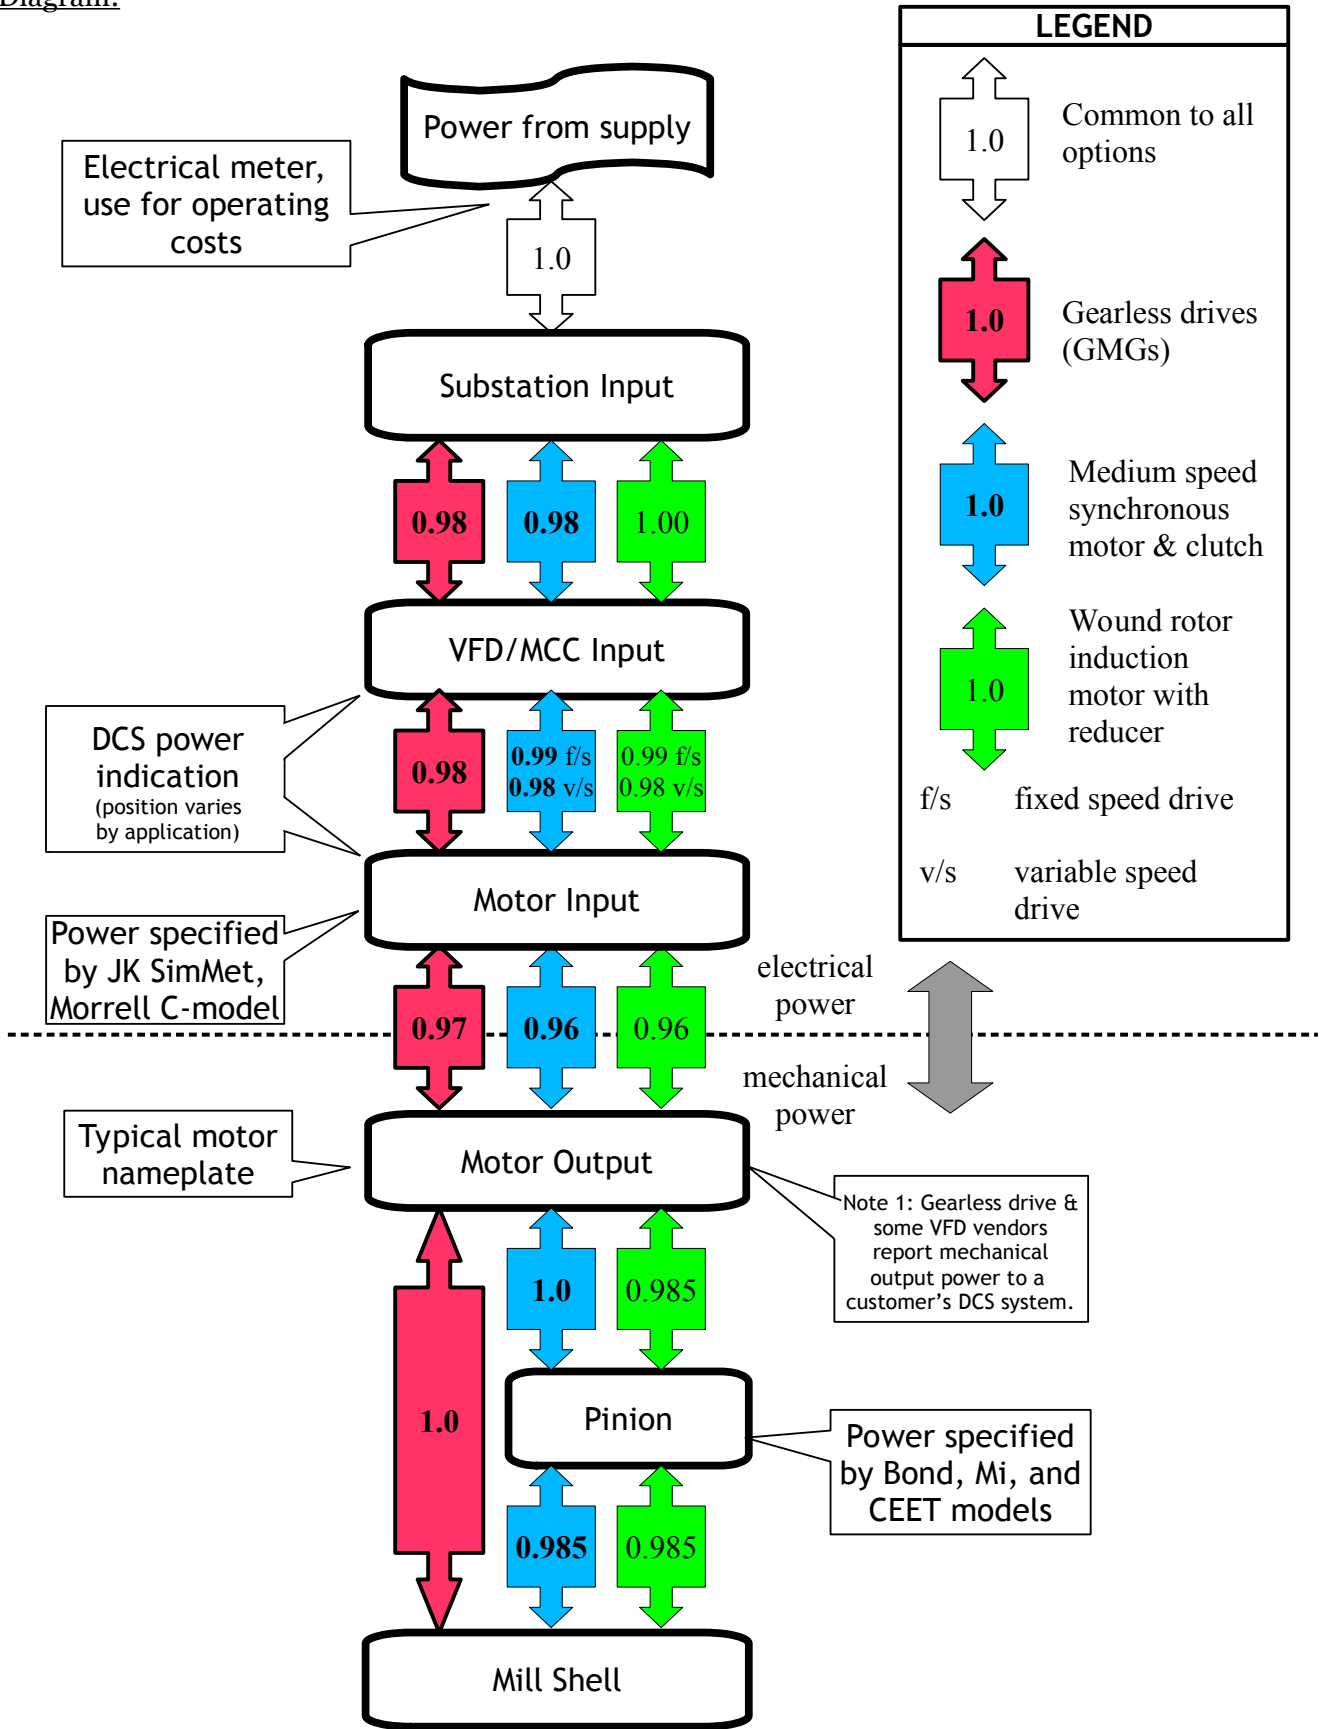 Diagram:
LEGEND
1.0
Common to all
options
1.0
Gearless drives
(GMGs)
1.0
Medium speed
synchronous
motor & clutch
1.0
Wound rotor
induction
motor with
reducer
f/s fixed speed drive
v/s variable speed
drive
Power from supply
Electrical meter,
use for operating
costs
1.0
Substation Input
0.98 0.98 1.00
VFD/MCC Input
DCS power
indication
(position varies
by application)
0.98
0.99 f/s
0.98 v/s
0.99 f/s
0.98 v/s
Motor Input
Power specified
by JK SimMet,
Morrell C-model
0.97 0.96 0.96
electrical
power
mechanical
power
Typical motor
nameplate
Motor Output
Note 1: Gearless drive &
some VFD vendors
report mechanical
output power to a
customer’s DCS system.
1.0 0.985
1.0
Pinion
Power specified
by Bond, Mi, and
CEET models
0.985 0.985
Mill Shell